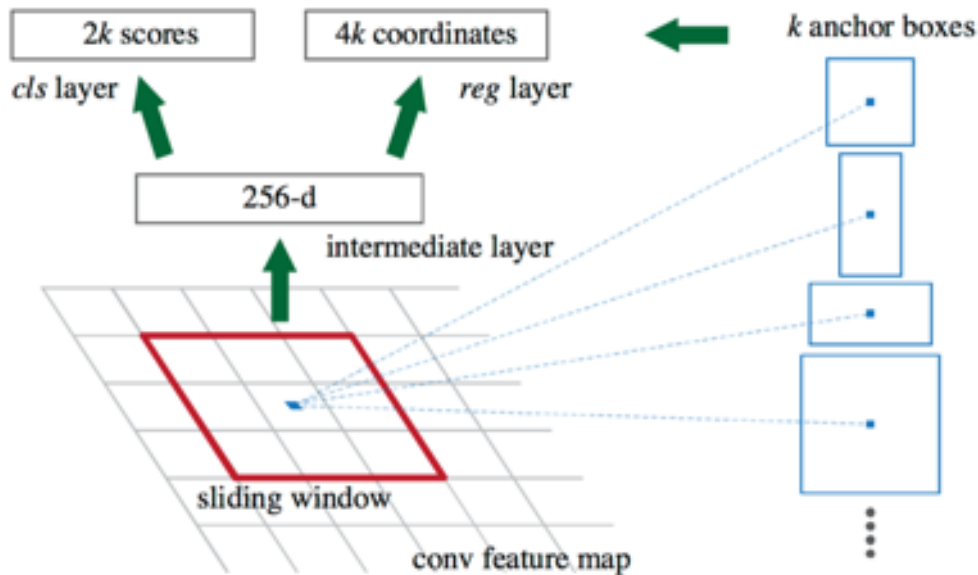 2k scores
4k coordinates
k anchor boxes
cls layer
reg layer
256-d
intermediate layer
sliding window
conv feature map